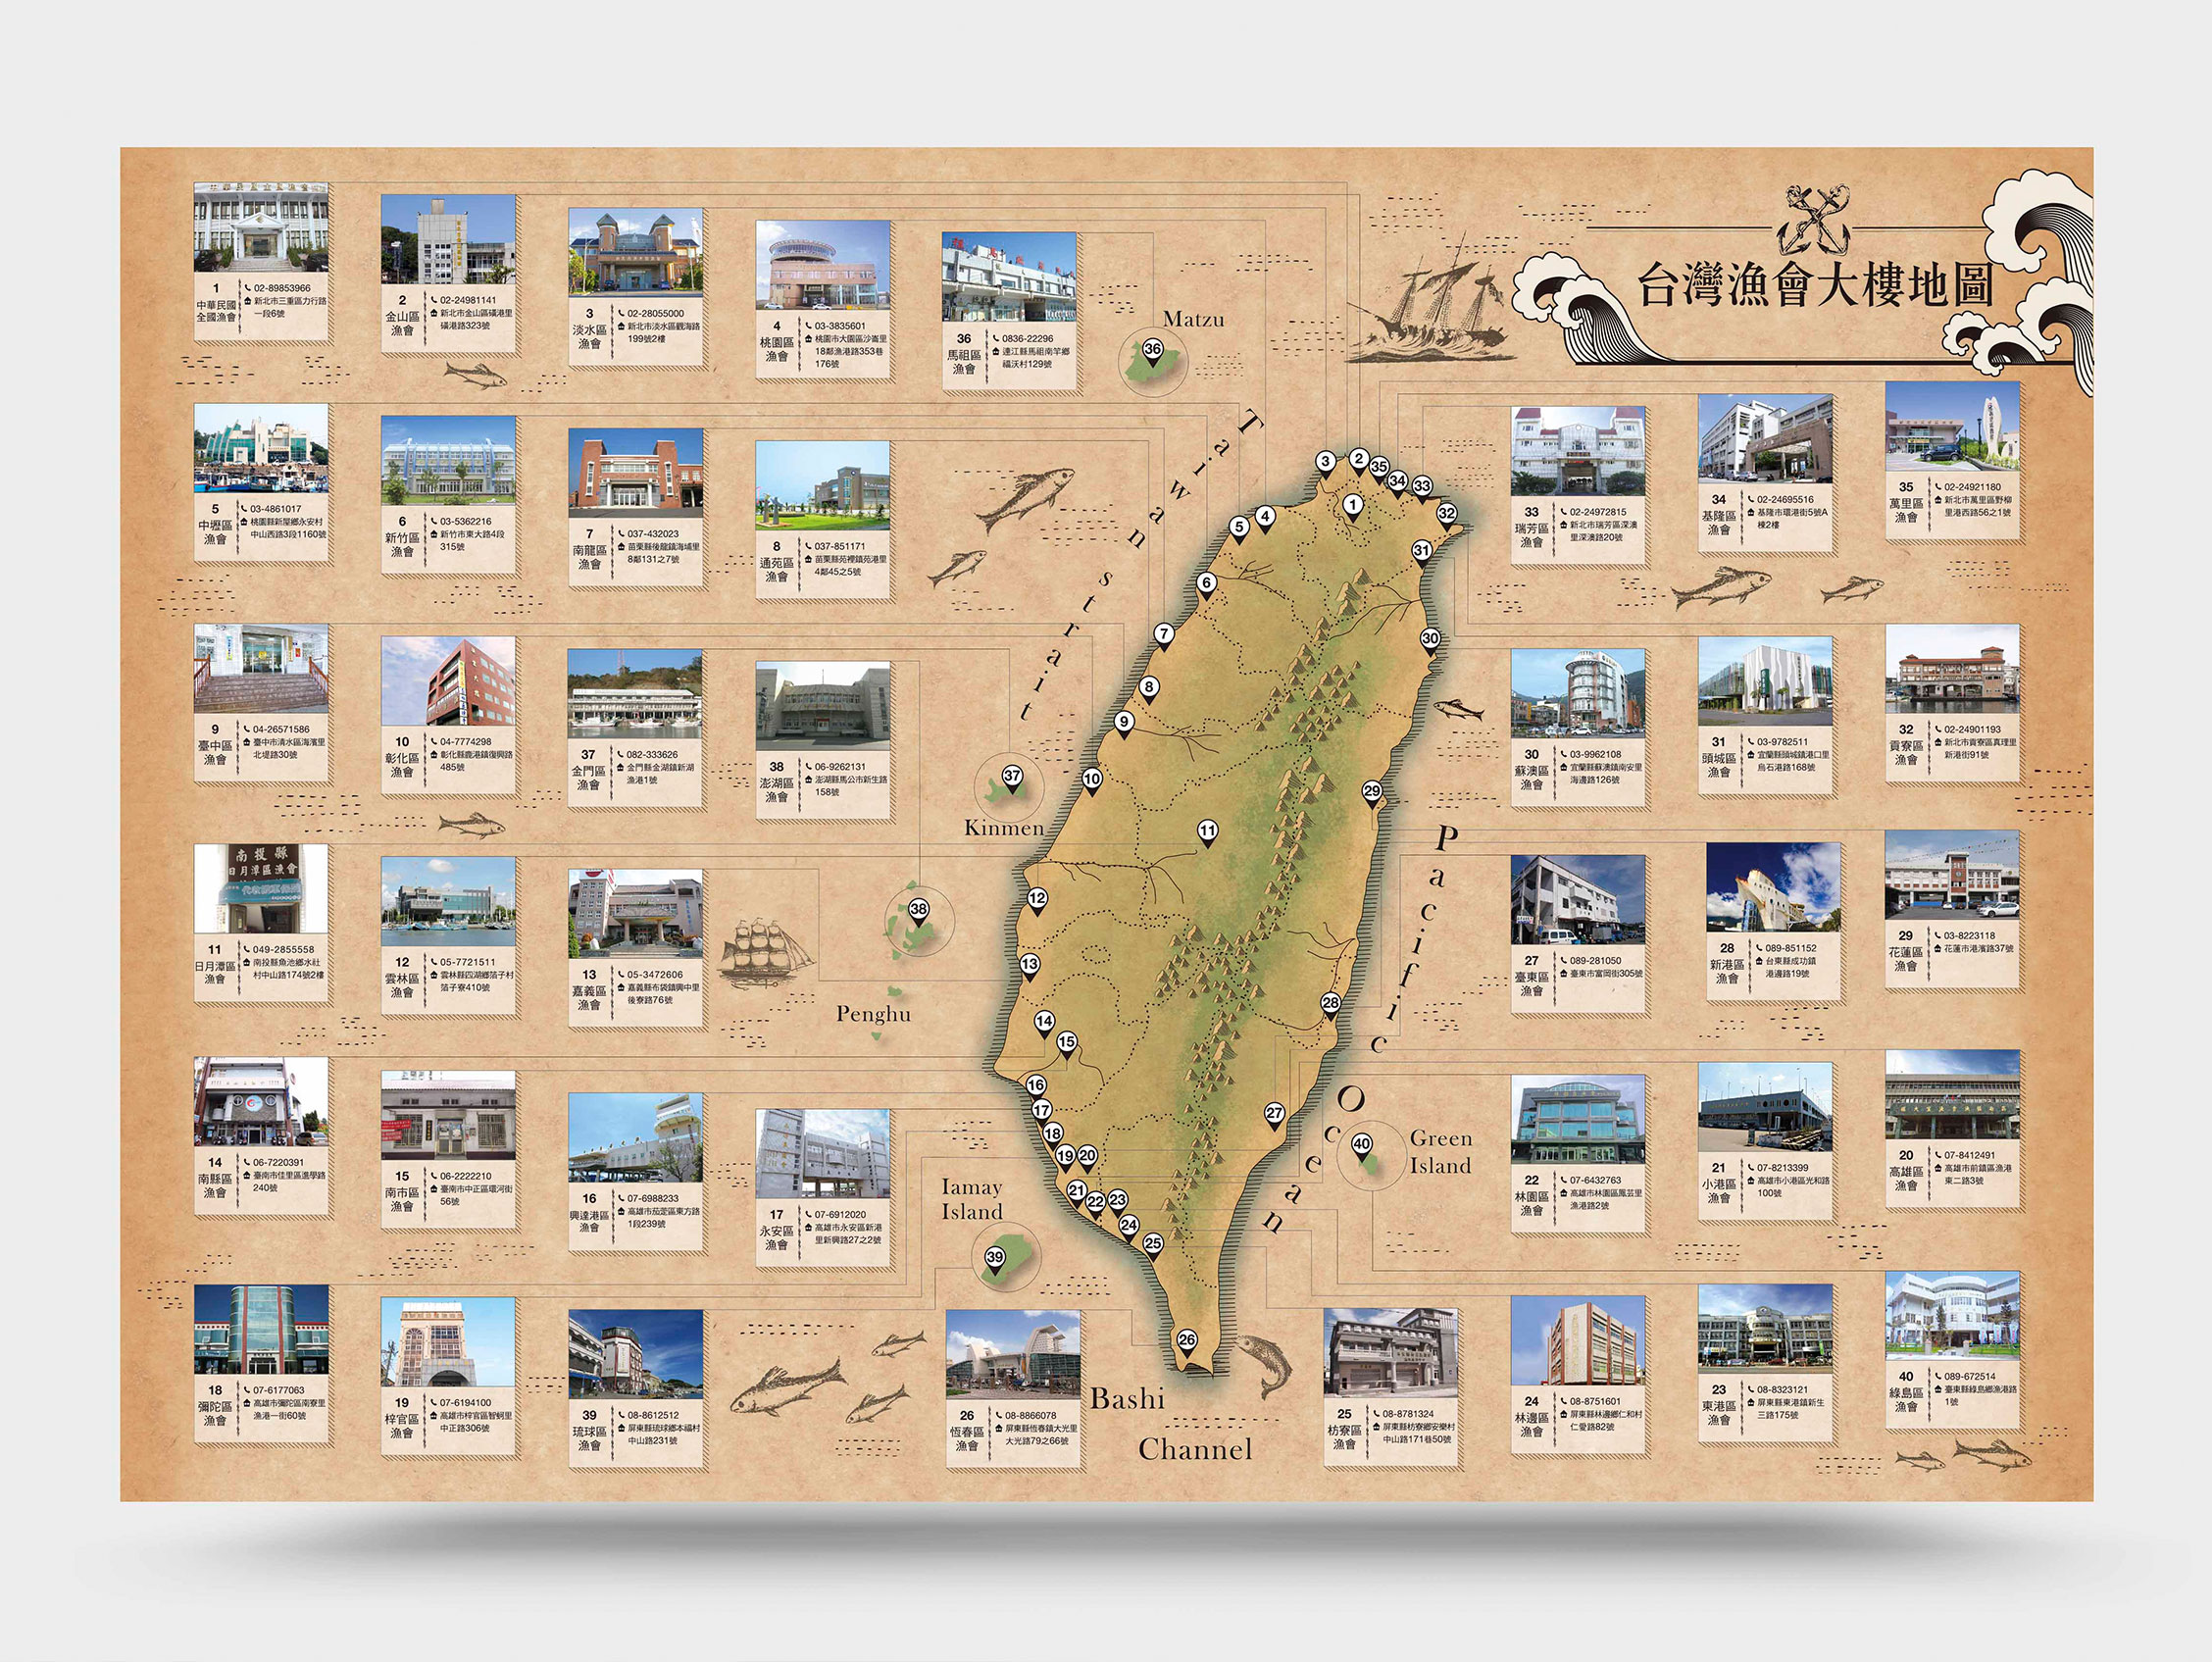 台灣漁會大樓地圖
1
中華民國
全國漁會
02-89853966
新北市三重區力行路
一段6號
2
金山區
漁會
02-24981141
新北市金山區磺港里
磺港路323號
3
淡水區
漁會
02-28055000
新北市淡水區觀海路
199號2樓
4
桃園區
漁會
03-3835601
桃園市大園區沙崙里
18鄰漁港路353巷
176號
36
馬祖區
漁會
0836-22296
連江縣馬祖南竿鄉
福沃村129號
5
中壢區
漁會
03-4861017
桃園縣新屋鄉永安村
中山西路3段1160號
6
新竹區
漁會
03-5362216
新竹市東大路4段
315號
7
南龍區
漁會
037-432023
苗栗縣後龍鎮海埔里
8鄰131之7號
8
通苑區
漁會
037-851171
苗栗縣苑裡鎮苑港里
4鄰45之5號
33
瑞芳區
漁會
02-24972815
新北市瑞芳區深澳
里深澳路20號
34
基隆區
漁會
02-24695516
基隆市環港街5號A
棟2樓
35
萬里區
漁會
02-24921180
新北市萬里區野柳
里港西路56之1號
9
臺中區
漁會
04-26571586
臺中市清水區海濱里
北堤路30號
10
彰化區
漁會
04-7774298
彰化縣鹿港鎮復興路
485號
37
金門區
漁會
082-333626
金門縣金湖鎮新湖
漁港1號
38
澎湖區
漁會
06-9262131
澎湖縣馬公市新生路
158號
30
蘇澳區
漁會
03-9962108
宜蘭縣蘇澳鎮南安里
海邊路126號
31
頭城區
漁會
03-9782511
宜蘭縣頭城鎮港口里
烏石港路168號
32
貢寮區
漁會
02-24901193
新北市貢寮區真理里
新港街91號
南投縣
日月潭區漁會
11
日月潭區
漁會
049-2855558
南投縣魚池鄉水社
村中山路174號2樓
12
雲林區
漁會
05-7721511
雲林縣四湖鄉箔子村
箔子寮410號
13
嘉義區
漁會
05-3472606
嘉義縣布袋鎮興中里
後寮路76號
27
臺東區
漁會
089-281050
臺東市富岡街305號
28
新港區
漁會
089-851152
台東縣成功鎮
港邊路19號
29
花蓮區
漁會
03-8223118
花蓮市港濱路37號
14
南縣區
漁會
06-7220391
臺南市佳里區進學路
240號
15
南市區
漁會
06-2222210
臺南市中正區環河街
56號
16
興達港區
漁會
07-6988233
高雄市茄萣區東方路
1段239號
17
永安區
漁會
07-6912020
高雄市永安區新港
里新興路27之2號
22
林園區
漁會
07-6432763
高雄市林園區鳳芸里
漁港路2號
21
小港區
漁會
07-8213399
高雄市小港區光和路
100號
20
高雄區
漁會
07-8412491
高雄市前鎮區漁港
東二路3號
18
彌陀區
漁會
07-6177063
高雄市彌陀區南寮里
漁港一街60號
19
梓官區
漁會
07-6194100
高雄市梓官區智蚵里
中正路306號
39
琉球區
漁會
08-8612512
屏東縣琉球鄉本福村
中山路231號
26
恆春區
漁會
08-8866078
屏東縣恆春鎮大光里
大光路79之66號
25
枋寮區
漁會
08-8781324
屏東縣枋寮鄉安樂村
中山路171巷50號
24
林邊區
漁會
08-8751601
屏東縣林邊鄉仁和村
仁愛路82號
23
東港區
漁會
08-8323121
屏東縣東港鎮新生
三路175號
40
綠島區
漁會
089-672514
臺東縣綠島鄉漁港路
1號
Matzu
36
Taiwan strait
3
2
35
34
33
1
32
4
5
31
6
7
30
8
9
37
Kinmen
10
29
11
Pacific Ocean
12
38
Penghu
13
28
14
15
16
17
27
18
19
20
40
Green
Island
21
22
23
24
25
Iamay
Island
39
26
Bashi
Channel